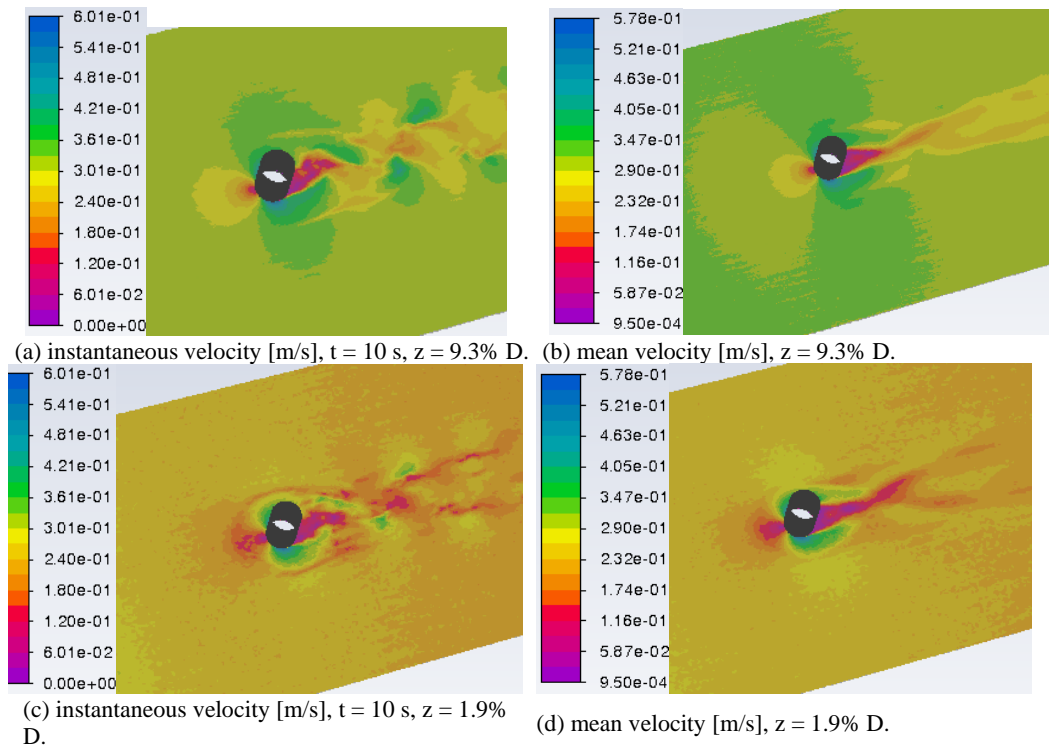 6.01e-01
5.41e-01
4.81e-01
4.21e-01
3.61e-01
3.01e-01
2.40e-01
1.80e-01
1.20e-01
6.01e-02
0.00e+00
5.78e-01
5.21e-01
4.63e-01
4.05e-01
3.47e-01
2.90e-01
2.32e-01
1.74e-01
1.16e-01
5.87e-02
9.50e-04
(a) instantaneous velocity [m/s], t = 10 s, z = 9.3% D.
(b) mean velocity [m/s], z = 9.3% D.
6.01e-01
5.41e-01
4.81e-01
4.21e-01
3.61e-01
3.01e-01
2.40e-01
1.80e-01
1.20e-01
6.01e-02
0.00e+00
5.78e-01
5.21e-01
4.63e-01
4.05e-01
3.47e-01
2.90e-01
2.32e-01
1.74e-01
1.16e-01
5.87e-02
9.50e-04
(c) instantaneous velocity [m/s], t = 10 s, z = 1.9%
D.
(d) mean velocity [m/s], z = 1.9% D.